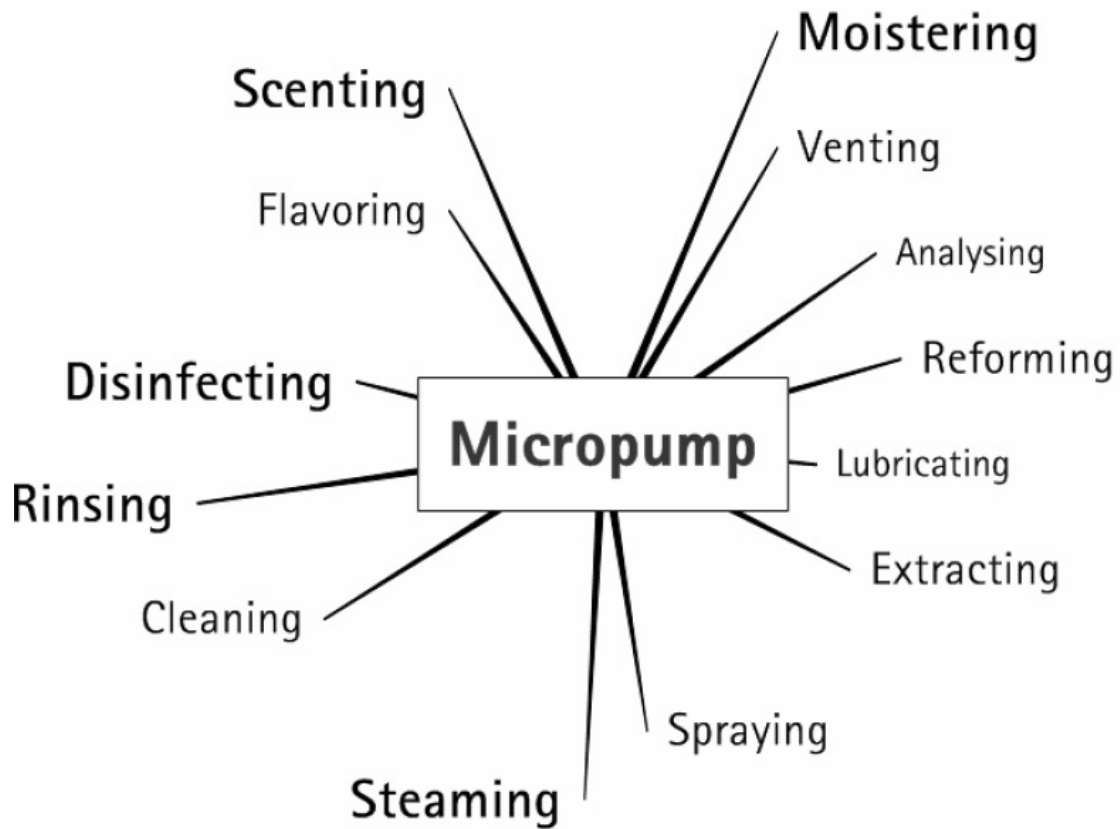 Moistering
Scenting
Venting
Flavoring
Analysing
Reforming
Disinfecting
Micropump
Lubricating
Rinsing
Extracting
Cleaning
Spraying
Steaming